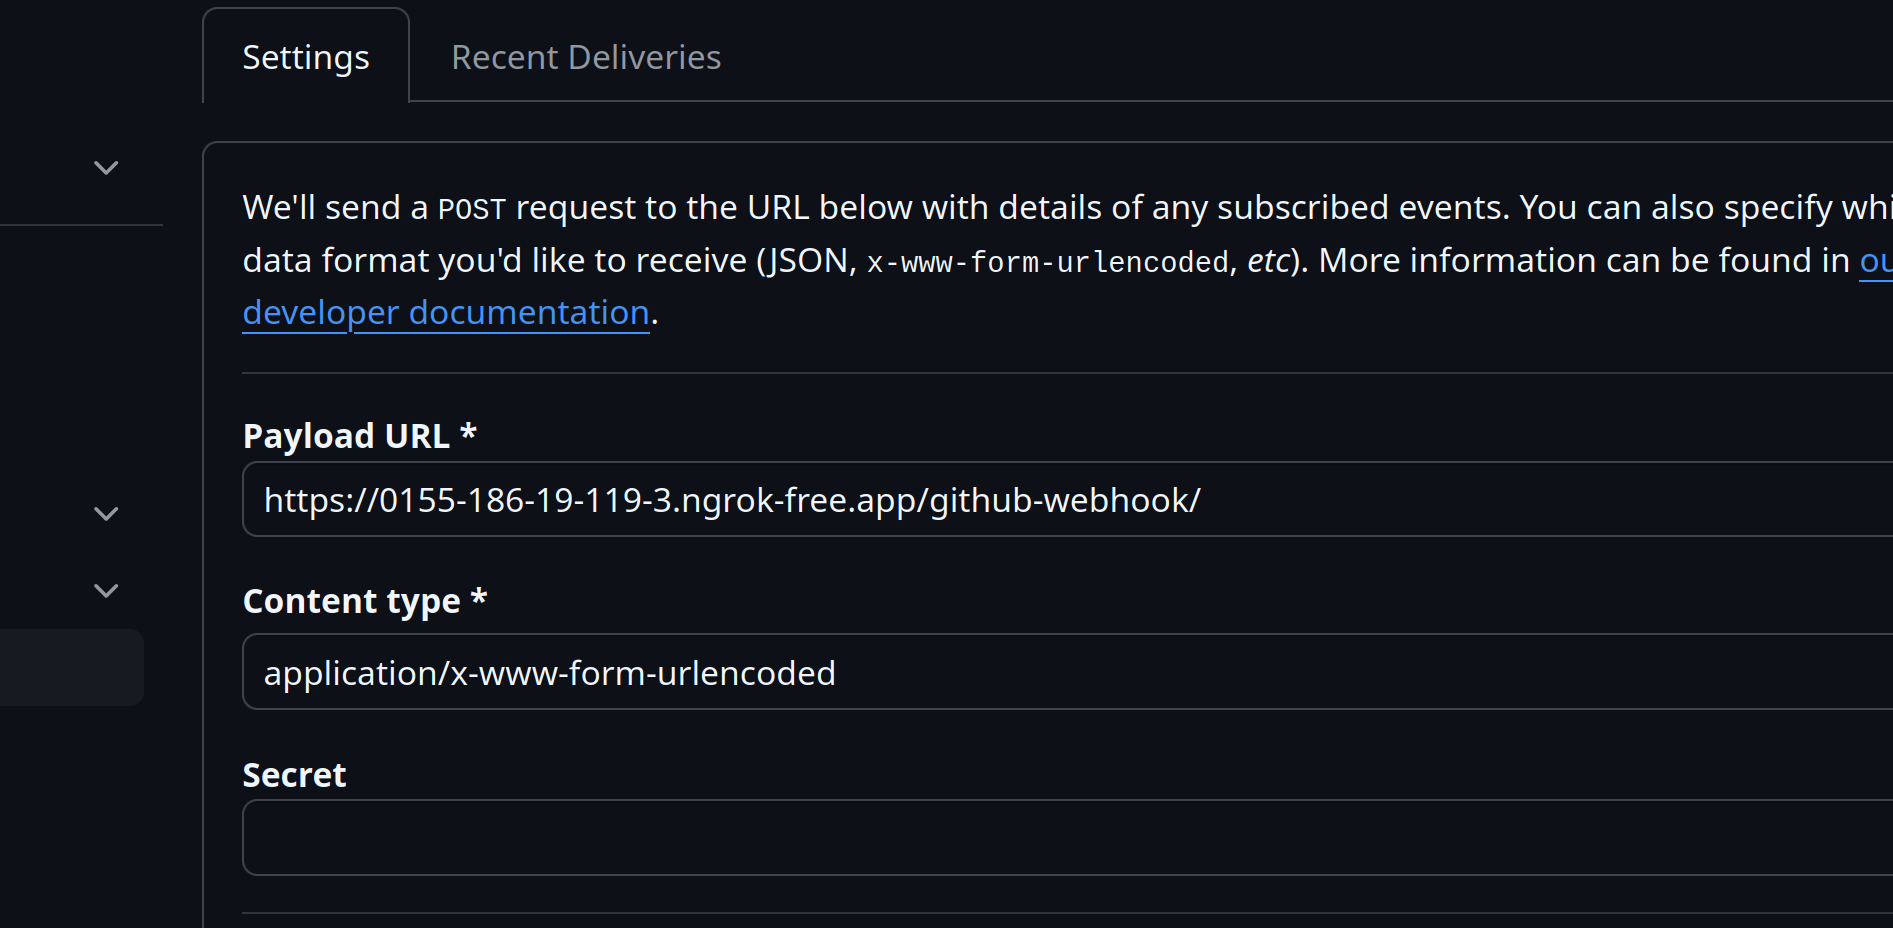 Settings
Recent Deliveries
We'll send a POST request to the URL below with details of any subscribed events. You can also specify
data format you'd like to receive (JSON, x-www-form-urlencoded, etc). More information can be found in
developer documentation.
Payload URL *
https://0155-186-19-119-3.ngrok-free.app/github-webhook/
Content type *
application/x-www-form-urlencoded
Secret